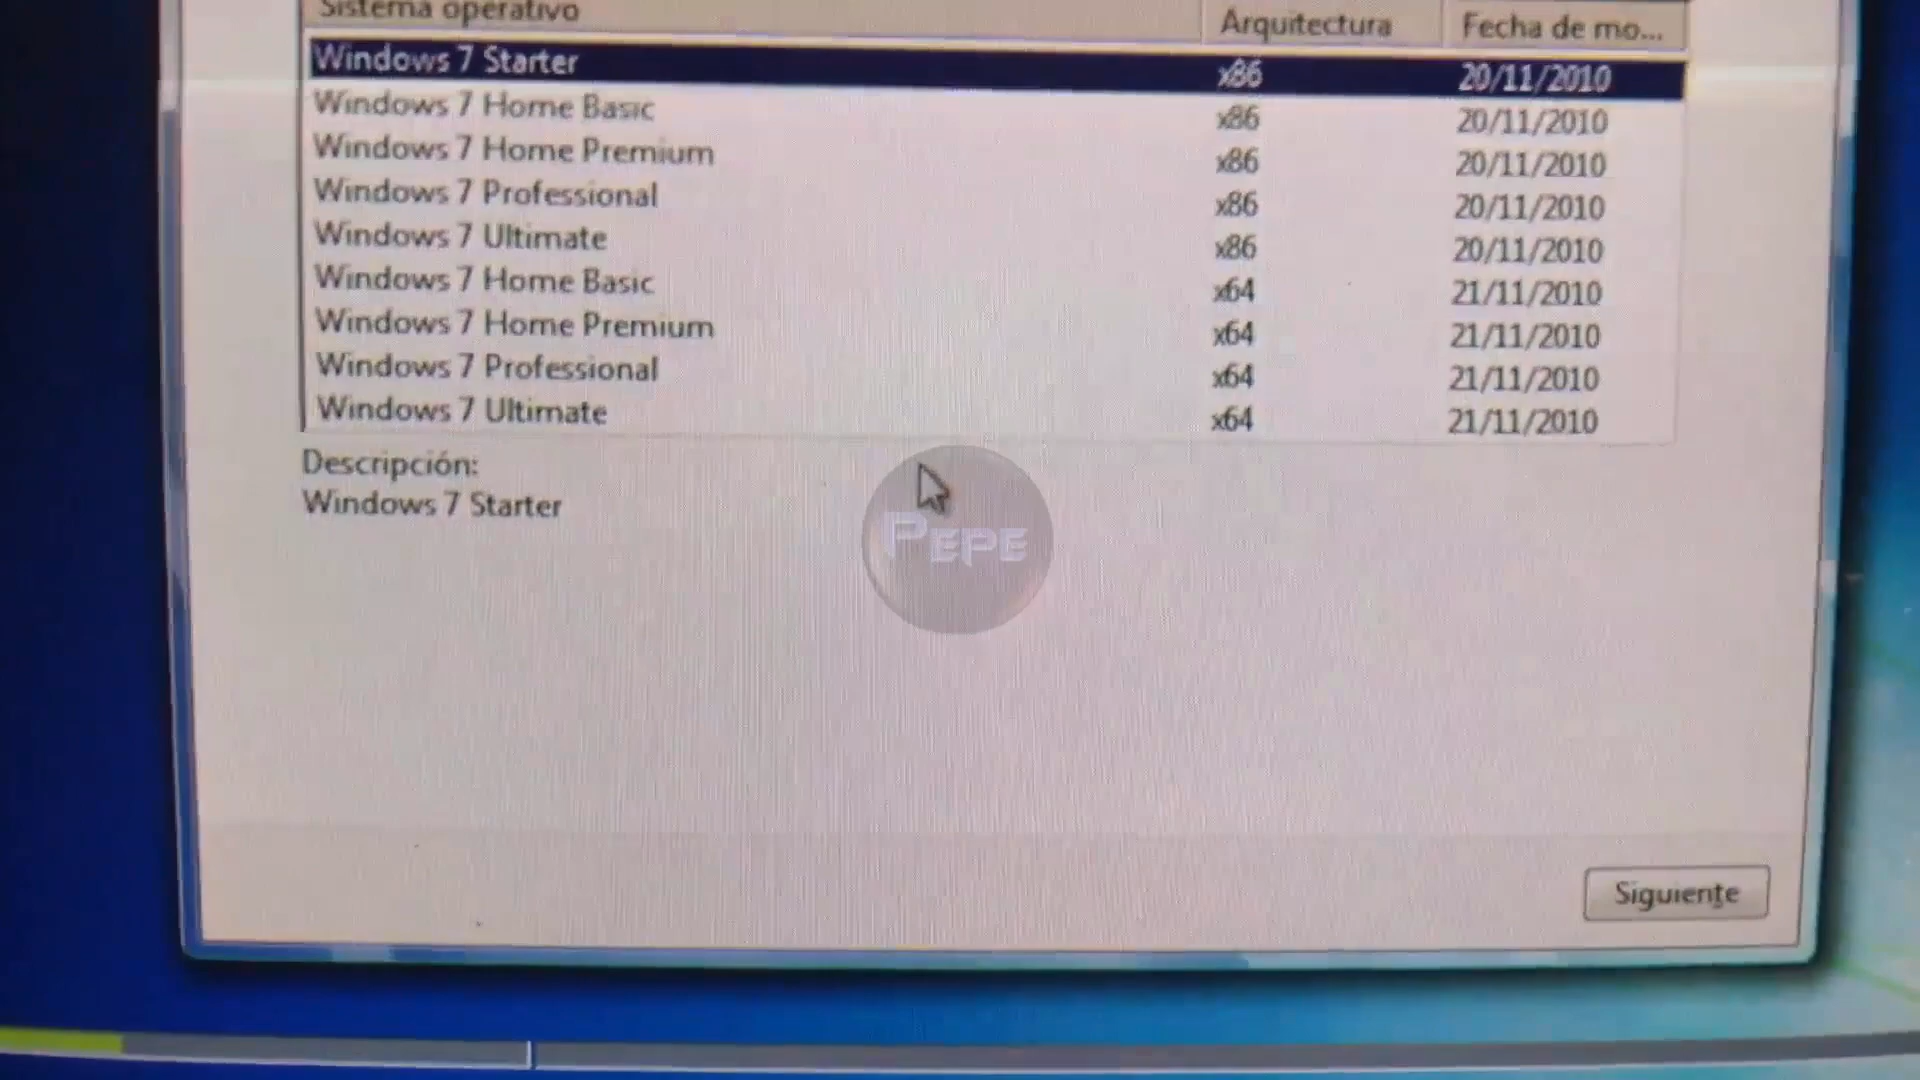 Sistema operativo Arquitectura Fecha de mo...
Windows 7 Starter x86 20/11/2010
Windows 7 Home Basic x86 20/11/2010
Windows 7 Home Premium x86 20/11/2010
Windows 7 Professional x86 20/11/2010
Windows 7 Ultimate x86 20/11/2010
Windows 7 Home Basic x64 21/11/2010
Windows 7 Home Premium x64 21/11/2010
Windows 7 Professional x64 21/11/2010
Windows 7 Ultimate x64 21/11/2010
Descripción:
Windows 7 Starter
PEPE
Siguiente